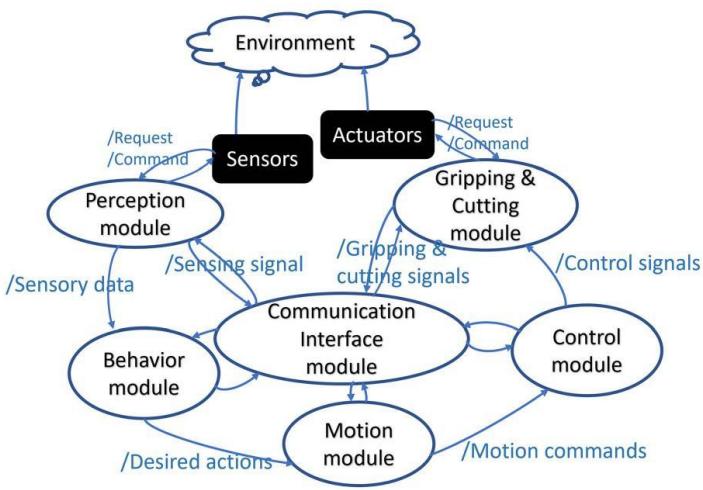 Environment
/Request
/Command
Sensors
Actuators
/Request
/Command
Perception
module
Gripping &
Cutting
module
/Sensory data
/Sensing signal
/Gripping &
cutting signals
/Control signals
Communication
Interface
module
Behavior
module
Control
module
Motion
module
/Desired actions
/Motion commands